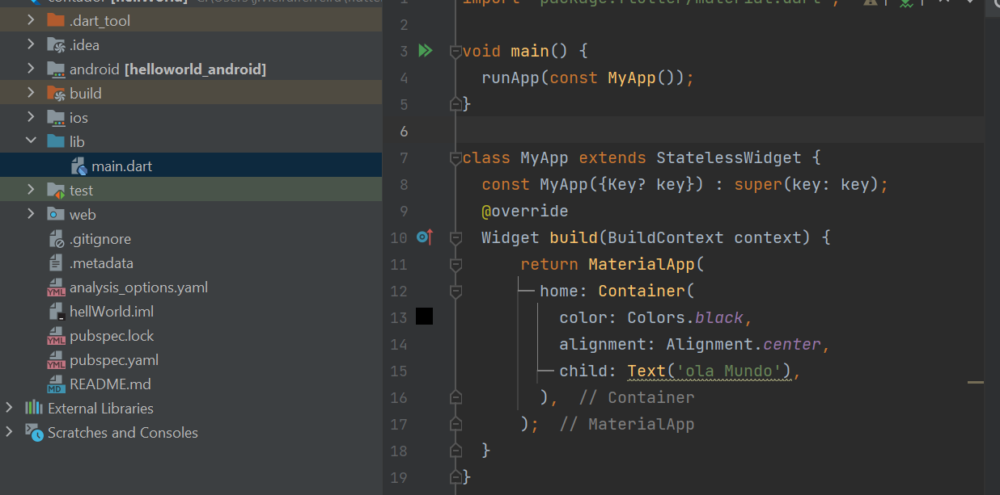 contador [hellWorld]
.dart_tool
.idea
android [helloworld_android]
build
ios
lib
main.dart
test
web
.gitignore
.metadata
analysis_options.yaml
hellWorld.iml
pubspec.lock
pubspec.yaml
README.md
External Libraries
Scratches and Consoles
1 import 'package:flutter/material.dart';
2
3 void main() {
4 runApp(const MyApp());
5 }
6
7 class MyApp extends StatelessWidget {
8 const MyApp({Key? key}) : super(key: key);
9 @override
10 Widget build(BuildContext context) {
11 return MaterialApp(
12 home: Container(
13 color: Colors.black,
14 alignment: Alignment.center,
15 child: Text('ola Mundo'),
16 ), // Container
17 ); // MaterialApp
18 }
19 }